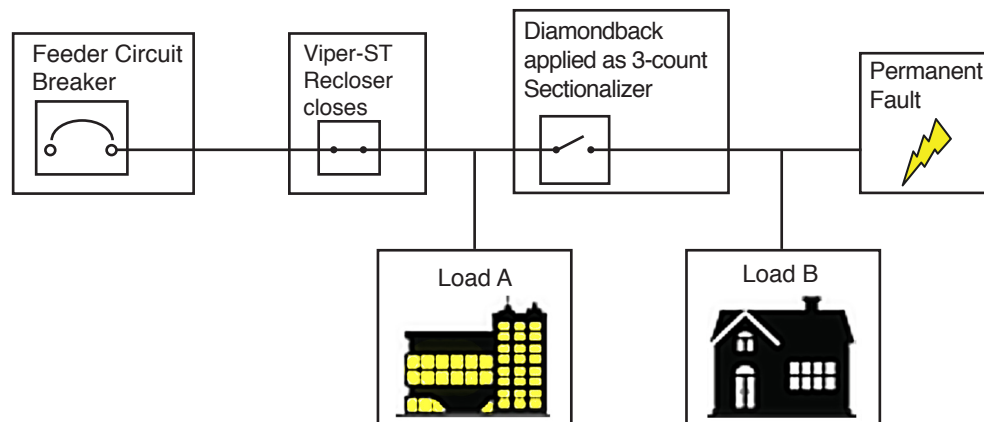 Feeder Circuit
Breaker
Viper-ST
Recloser
closes
Diamondback
applied as 3-count
Sectionalizer
Permanent
Fault
Load A
Load B